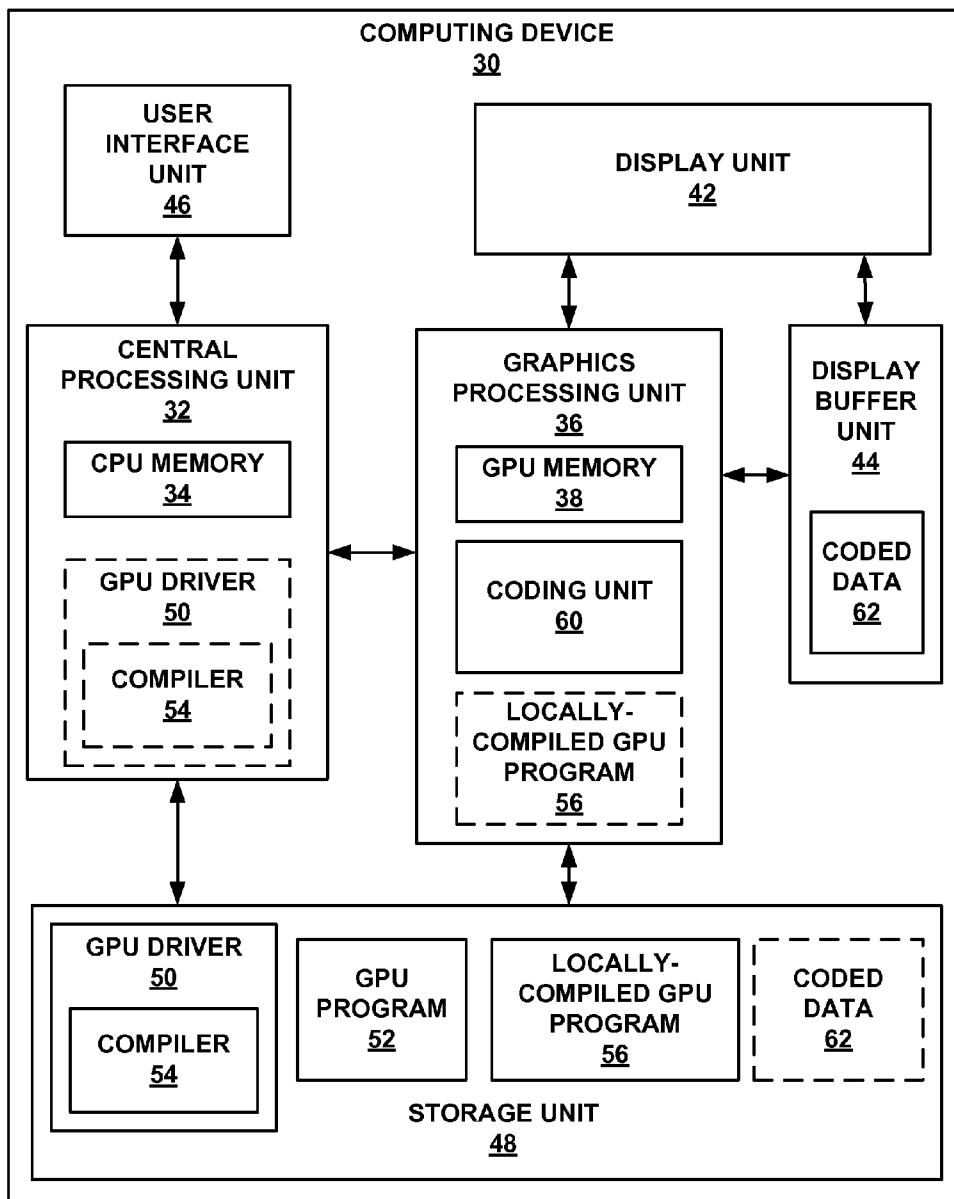 COMPUTING DEVICE
30
USER
INTERFACE
UNIT
46
DISPLAY UNIT
42
CENTRAL
PROCESSING UNIT
32
CPU MEMORY
34
GPU DRIVER
50
COMPILER
54
GRAPHICS
PROCESSING UNIT
36
GPU MEMORY
38
CODING UNIT
60
LOCALLY-
COMPILED GPU
PROGRAM
56
DISPLAY
BUFFER
UNIT
44
CODED
DATA
62
GPU DRIVER
50
COMPILER
54
GPU
PROGRAM
52
LOCALLY-
COMPILED GPU
PROGRAM
56
CODED
DATA
62
STORAGE UNIT
48